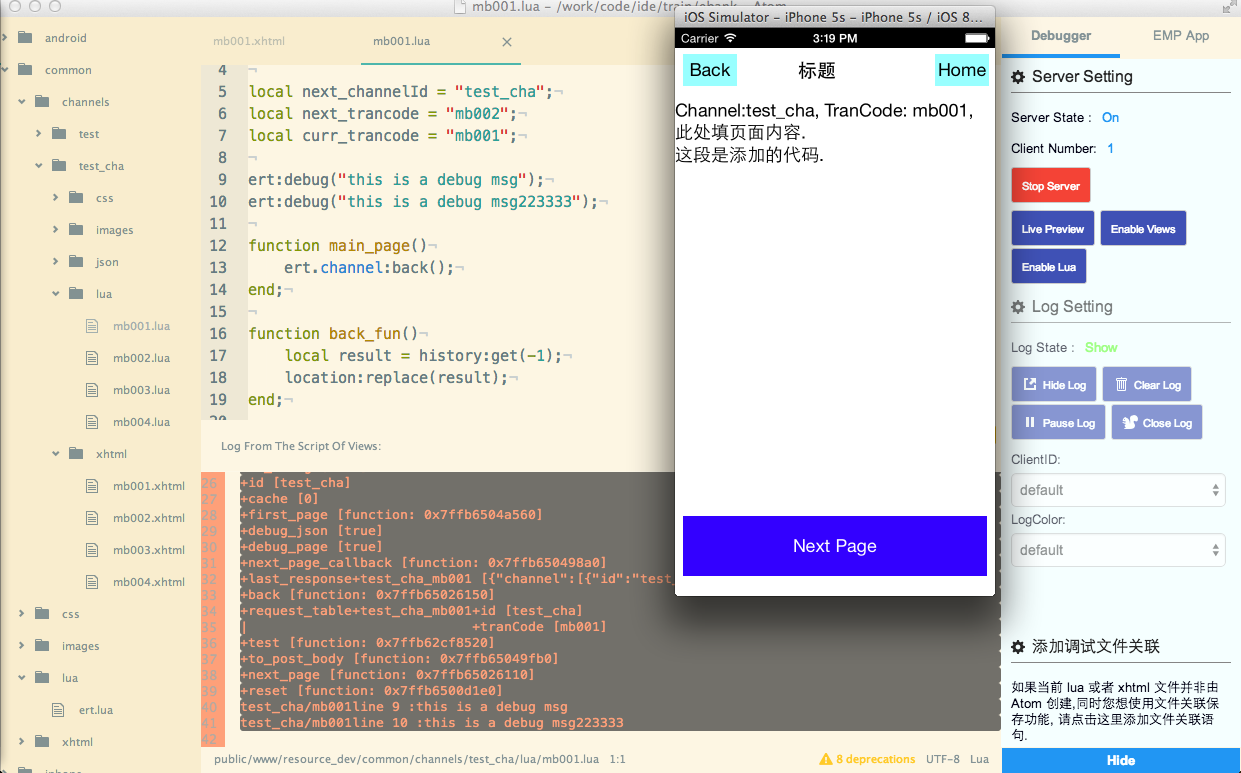 mb001.lua – /work/code/ide/train/ebank – Atom
android
common
channels
test
test_cha
css
images
json
lua
mb001.lua
mb002.lua
mb003.lua
mb004.lua
xhtml
mb001.xhtml
mb002.xhtml
mb003.xhtml
mb004.xhtml
css
images
lua
ert.lua
xhtml
mb001.xhtml
mb001.lua
4
5 local next_channelId = "test_cha";
6 local next_trancode = "mb002";
7 local curr_trancode = "mb001";
8
9 ert:debug("this is a debug msg");
10 ert:debug("this is a debug msg223333");
11
12 function main_page()
13 ert.channel:back();
14 end;
15
16 function back_fun()
17 local result = history:get(-1);
18 location:replace(result);
19 end;
20
Log From The Script Of Views:
26 +id [test_cha]
27 +cache [0]
28 +first_page [function: 0x7ffb6504a560]
29 +debug_json [true]
30 +debug_page [true]
31 +next_page_callback [function: 0x7ffb650498a0]
32 +last_response+test_cha_mb001 [{"channel":[{"id":"test_
33 +back [function: 0x7ffb65026150]
34 +request_table+test_cha_mb001+id [test_cha]
35 | +tranCode [mb001]
36 +test [function: 0x7ffb62cf8520]
37 +to_post_body [function: 0x7ffb65049fb0]
38 +next_page [function: 0x7ffb65026110]
39 +reset [function: 0x7ffb6500d1e0]
40 test_cha/mb001line 9 :this is a debug msg
41 test_cha/mb001line 10 :this is a debug msg223333
42
public/www/resource_dev/common/channels/test_cha/lua/mb001.lua 1:1
8 deprecations UTF-8 Lua
iOS Simulator – iPhone 5s – iPhone 5s / iOS 8...
Carrier 3:19 PM
Back 标题 Home
Channel:test_cha, TranCode: mb001,
此处填页面内容.
这段是添加的代码.
Next Page
Debugger EMP App
Server Setting
Server State : On
Client Number: 1
Stop Server
Live Preview Enable Views
Enable Lua
Log Setting
Log State : Show
Hide Log Clear Log
Pause Log Close Log
ClientID:
default
LogColor:
default
添加调试文件关联
如果当前 lua 或者 xhtml 文件并非由
Atom 创建,同时您想使用文件关联保
存功能, 请点击这里添加文件关联语
句.
Hide